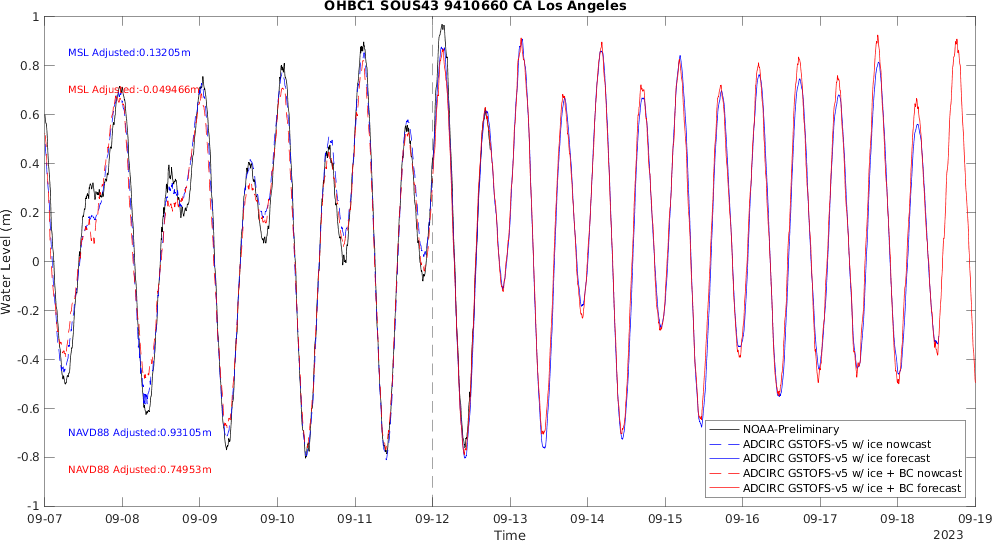 OHBC1 SOUS43 9410660 CA Los Angeles
MSL Adjusted:0.13205m
MSL Adjusted:-0.049466m
NAVD88 Adjusted:0.93105m
NAVD88 Adjusted:0.74953m
Water Level (m)
1
0.8
0.6
0.4
0.2
0
-0.2
-0.4
-0.6
-0.8
-1
NOAA-Preliminary
ADCIRC GSTOFS-v5 w/ ice nowcast
ADCIRC GSTOFS-v5 w/ ice forecast
ADCIRC GSTOFS-v5 w/ ice + BC nowcast
ADCIRC GSTOFS-v5 w/ ice + BC forecast
09-07 09-08 09-09 09-10 09-11 09-12 09-13 09-14 09-15 09-16 09-17 09-18 09-19
Time
2023